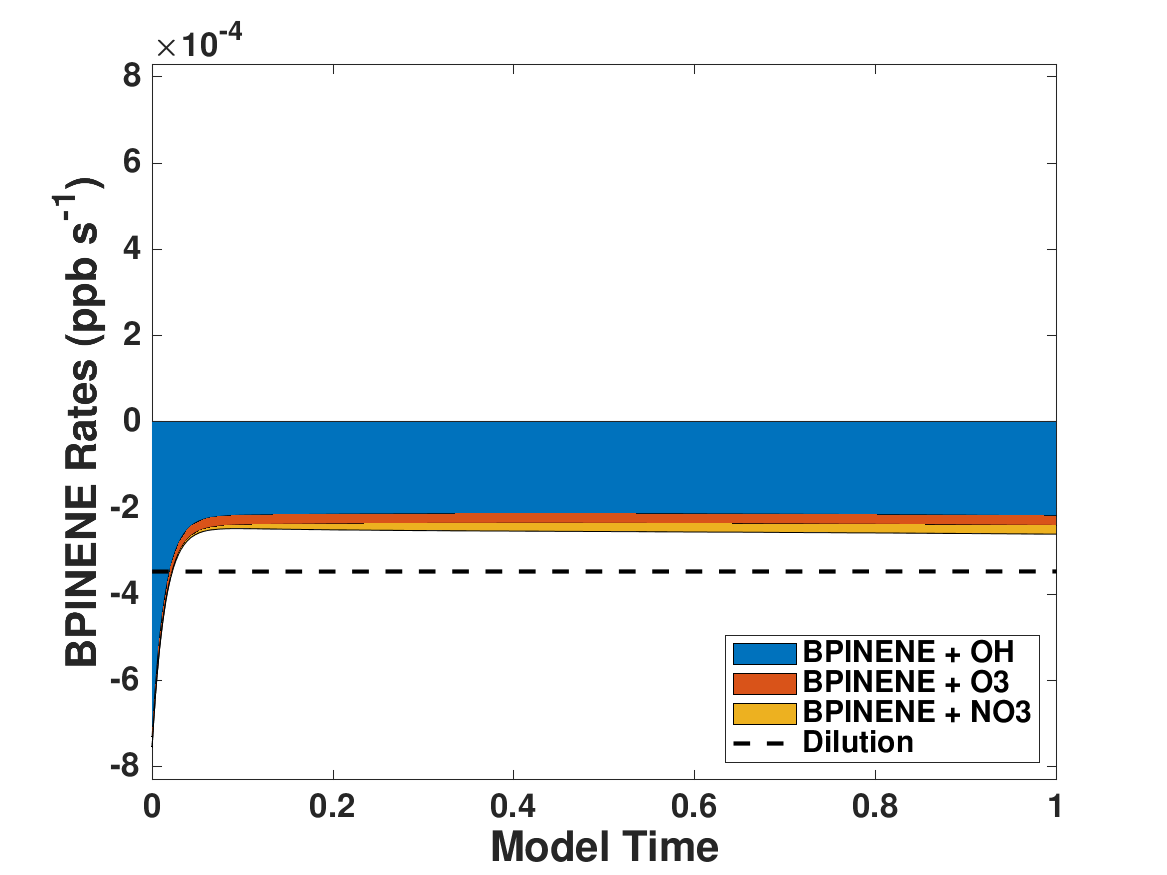 ×10-4
8
6
4
2
0
-2
-4
-6
-8
BPINENE Rates (ppb s-1)
BPINENE + OH
BPINENE + O3
BPINENE + NO3
Dilution
0 0.2 0.4 0.6 0.8 1
Model Time